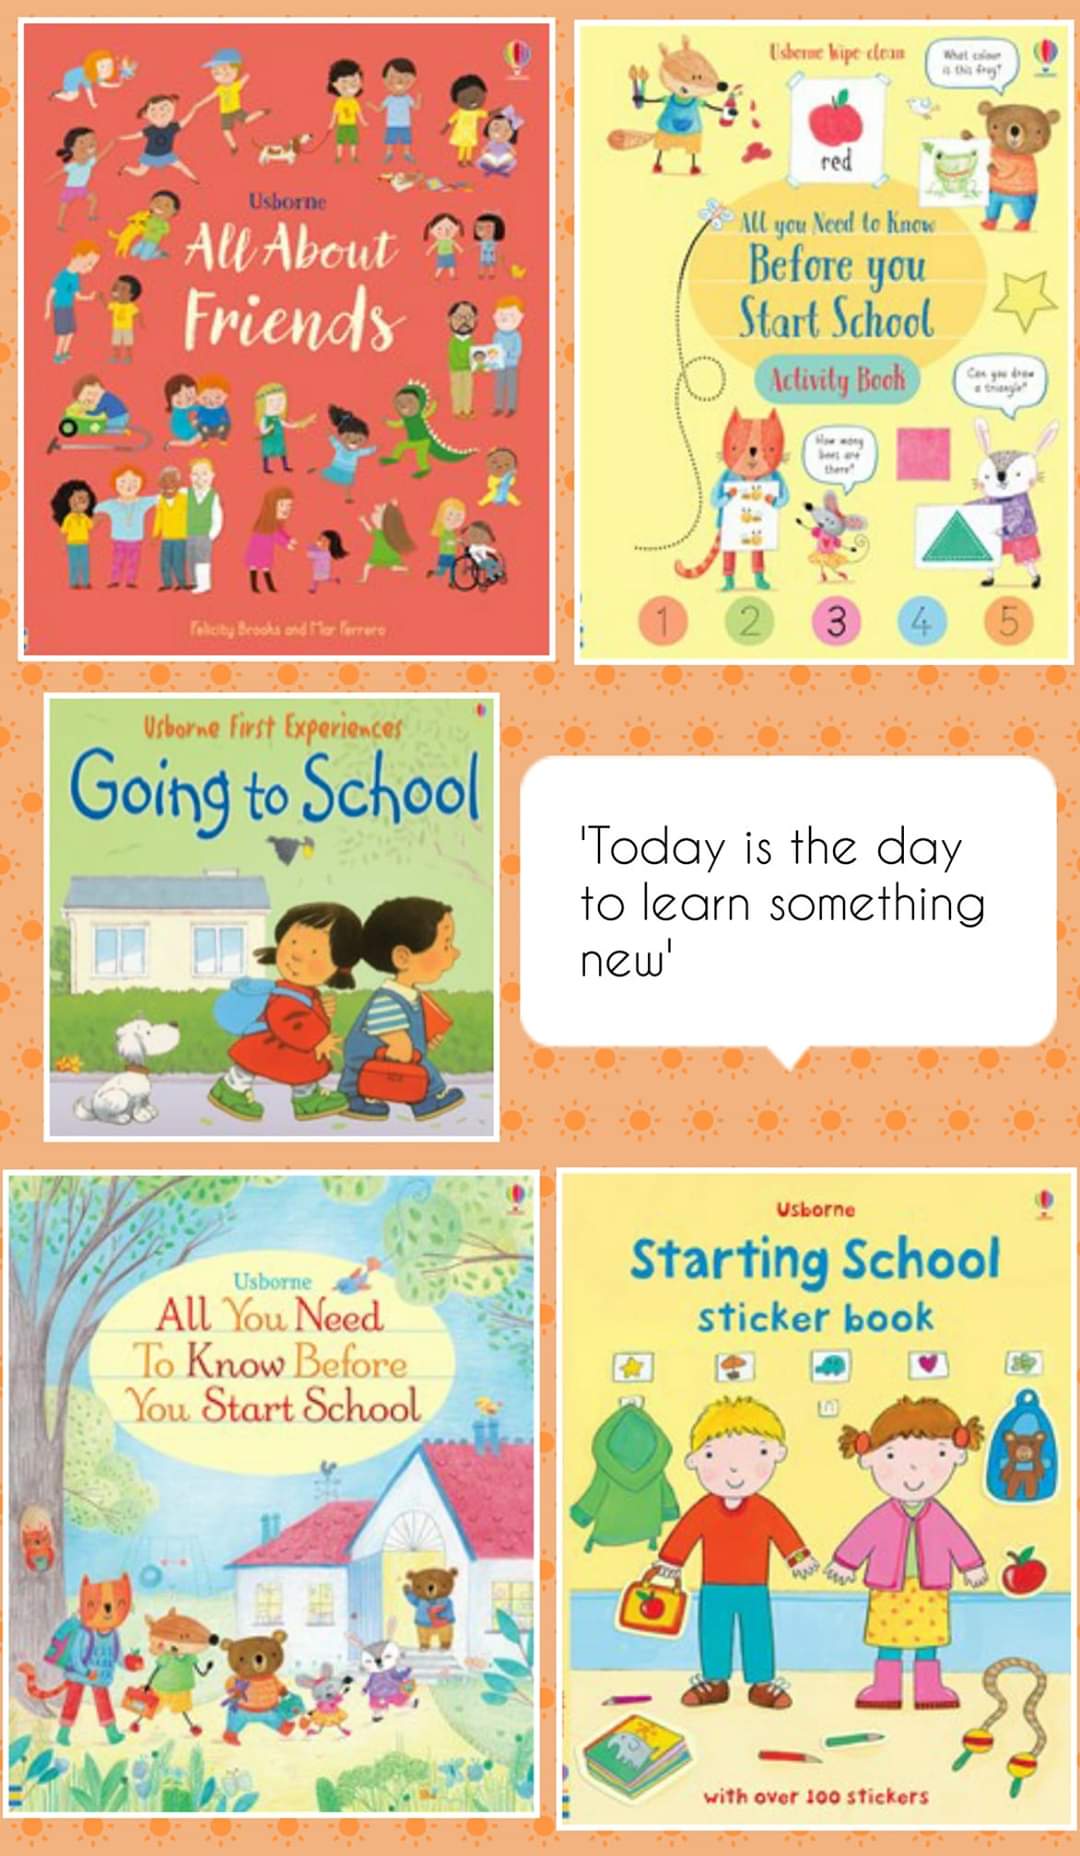 Usborne
All About
Friends
Felicity Brooks and Mar Ferrero
Usborne Wipe-clean
What colour
is this frog?
red
All you Need to Know
Before you
Start School
Activity Book
Can you draw
a triangle?
How many
bees are
there?
1 2 3 4 5
Usborne First Experiences
Going to School
'Today is the day
to learn something
new'
Usborne
All You Need
To Know Before
You Start School
Usborne
Starting School
sticker book
with over 100 stickers